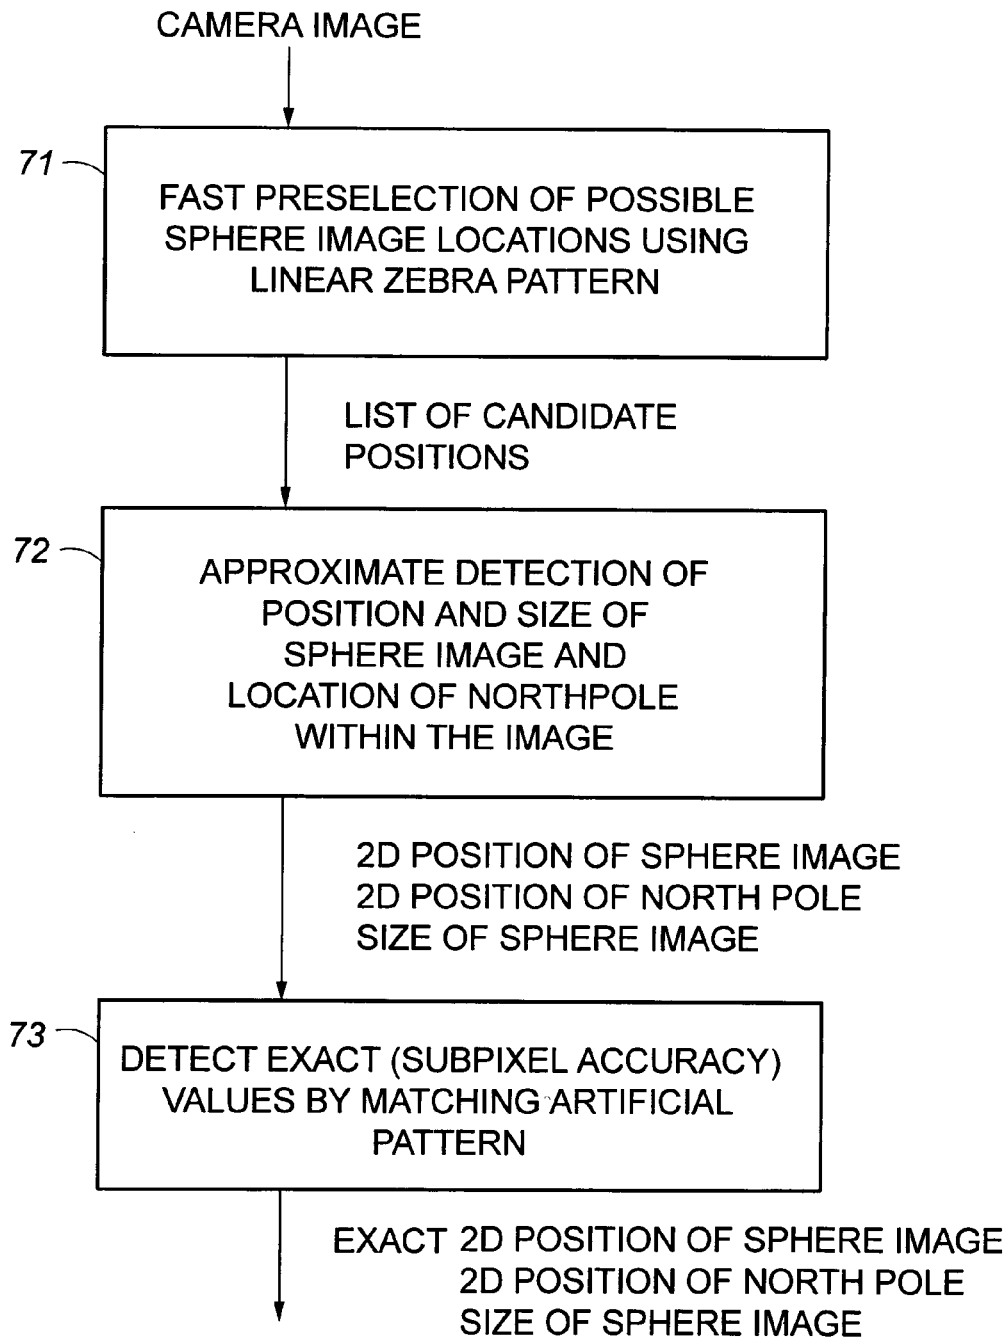 CAMERA IMAGE
71
FAST PRESELECTION OF POSSIBLE
SPHERE IMAGE LOCATIONS USING
LINEAR ZEBRA PATTERN
LIST OF CANDIDATE
POSITIONS
72
APPROXIMATE DETECTION OF
POSITION AND SIZE OF
SPHERE IMAGE AND
LOCATION OF NORTHPOLE
WITHIN THE IMAGE
2D POSITION OF SPHERE IMAGE
2D POSITION OF NORTH POLE
SIZE OF SPHERE IMAGE
73
DETECT EXACT (SUBPIXEL ACCURACY)
VALUES BY MATCHING ARTIFICIAL
PATTERN
EXACT 2D POSITION OF SPHERE IMAGE
2D POSITION OF NORTH POLE
SIZE OF SPHERE IMAGE